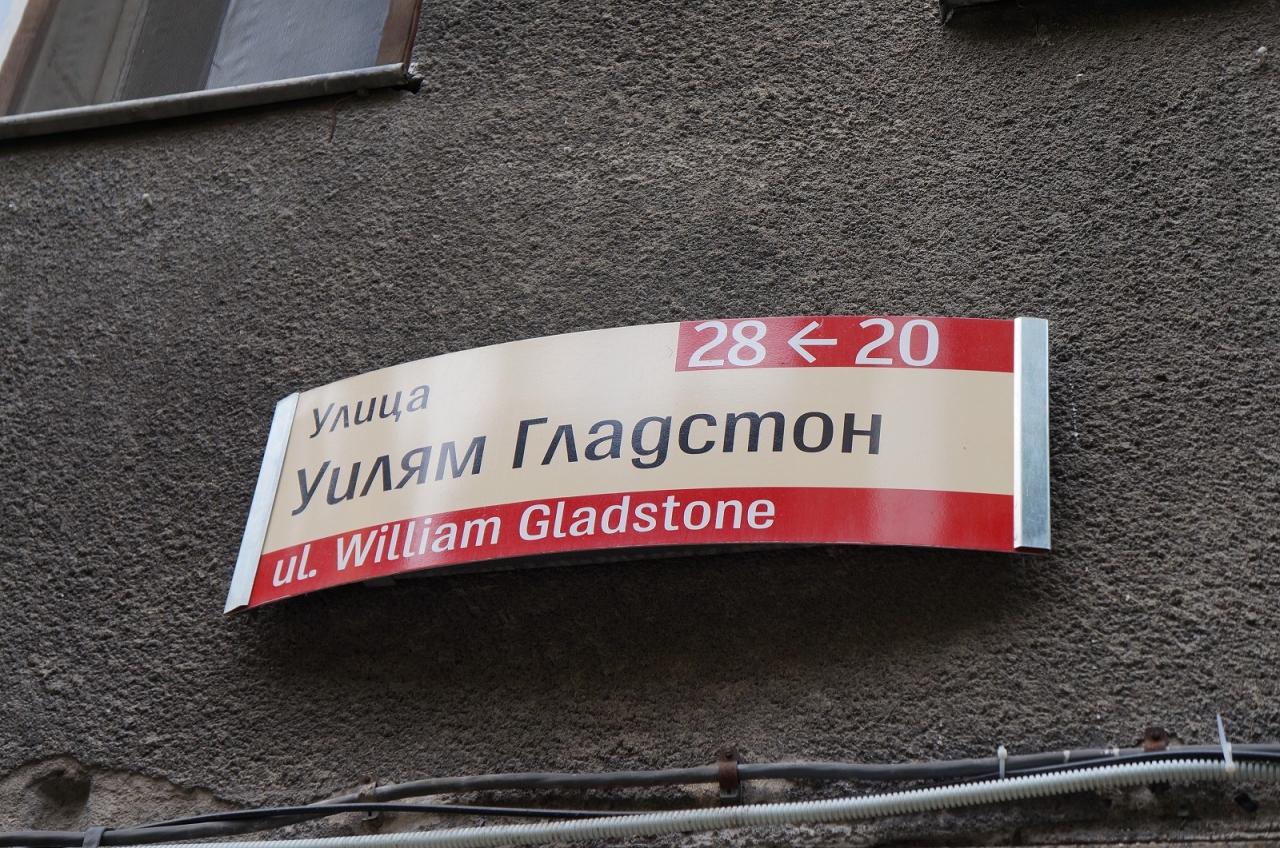 28 ← 20
Улица
Уилям Гладстон
ul. William Gladstone